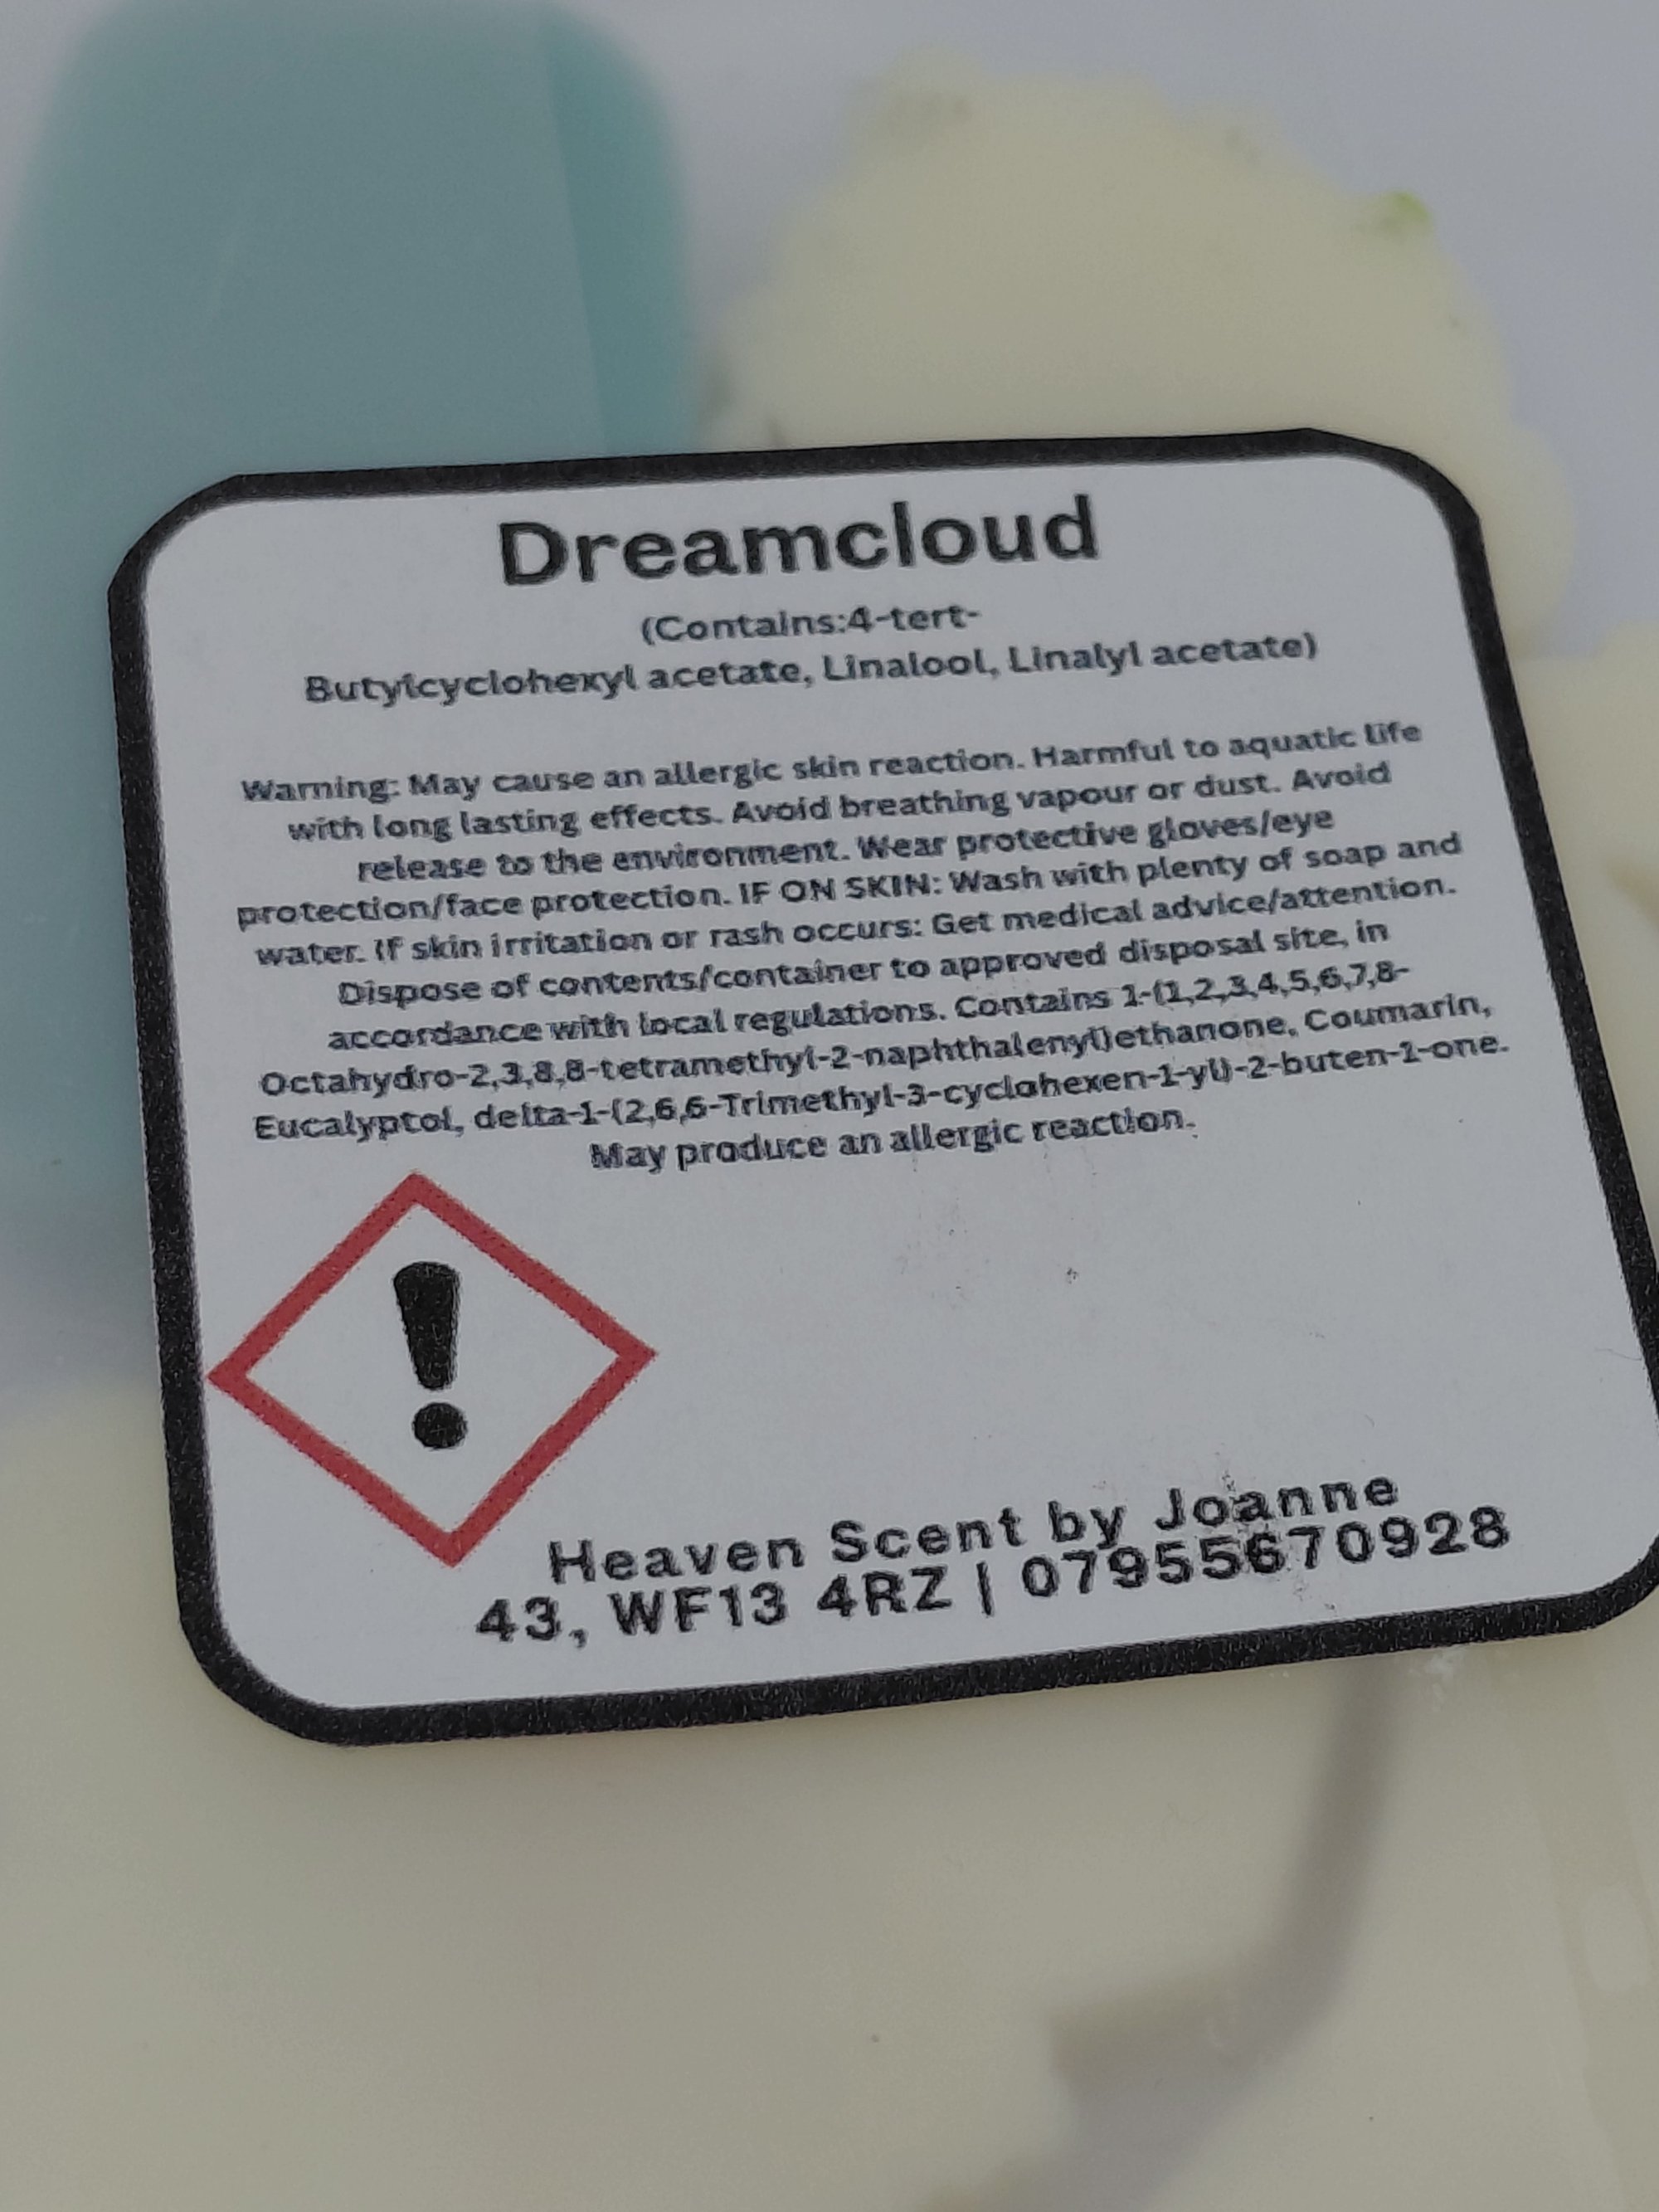 Dreamcloud
(Contains:4-tert-
Butylcyclohexyl acetate, Linalool, Linalyl acetate)
Warning: May cause an allergic skin reaction. Harmful to aquatic life
with long lasting effects. Avoid breathing vapour or dust. Avoid
release to the environment. Wear protective gloves/eye
protection/face protection. IF ON SKIN: Wash with plenty of soap and
water. If skin irritation or rash occurs: Get medical advice/attention.
Dispose of contents/container to approved disposal site, in
accordance with local regulations. Contains 1-(1,2,3,4,5,6,7,8-
Octahydro-2,3,8,8-tetramethyl-2-naphthalenyl)ethanone, Coumarin,
Eucalyptol, delta-1-(2,6,6-Trimethyl-3-cyclohexen-1-yl)-2-buten-1-one.
May produce an allergic reaction.
Heaven Scent by Joanne
43, WF13 4RZ | 07955670928